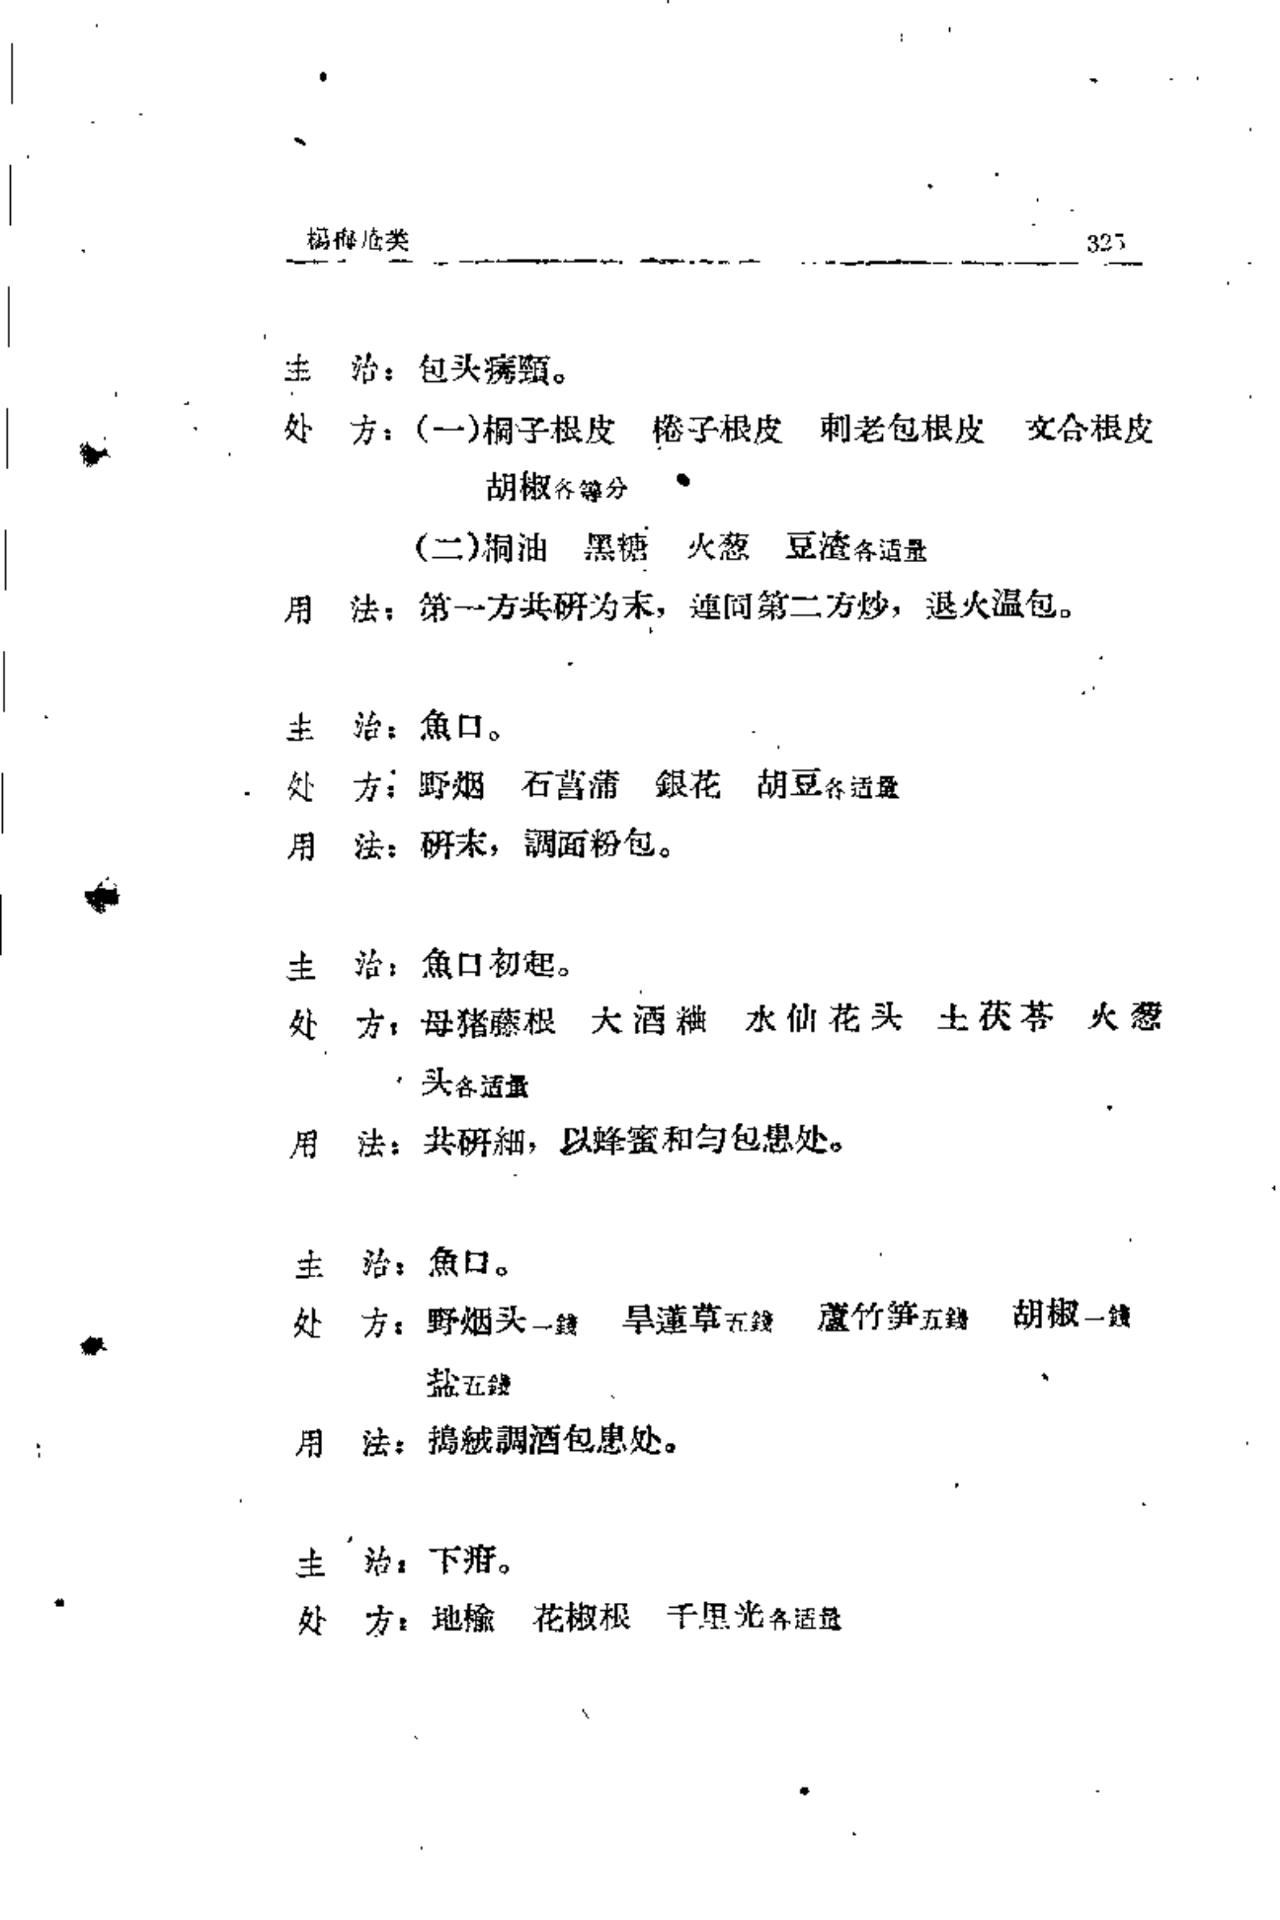 楊梅疮类 325
主　治：包头痛頸。
处　方：(一)桐子根皮　棬子根皮　刺老包根皮　文合根皮
胡椒各等分
(二)桐油　黑糖　火葱　豆渣各适量
用　法：第一方共研为末，連同第二方炒，退火温包。
主　治：魚口。
处　方：野烟　石菖蒲　銀花　胡豆各适量
用　法：研末，調面粉包。
主　治：魚口初起。
处　方：母猪藤根　大酒粬　水仙花头　土茯苓　火葱
头各适量
用　法：共研細，以蜂蜜和匀包患处。
主　治：魚口。
处　方：野烟头一錢　旱蓮草五錢　蘆竹笋五錢　胡椒一錢
盐五錢
用　法：搗絨調酒包患处。
主　治：下疳。
处　方：地榆　花椒根　千里光各适量